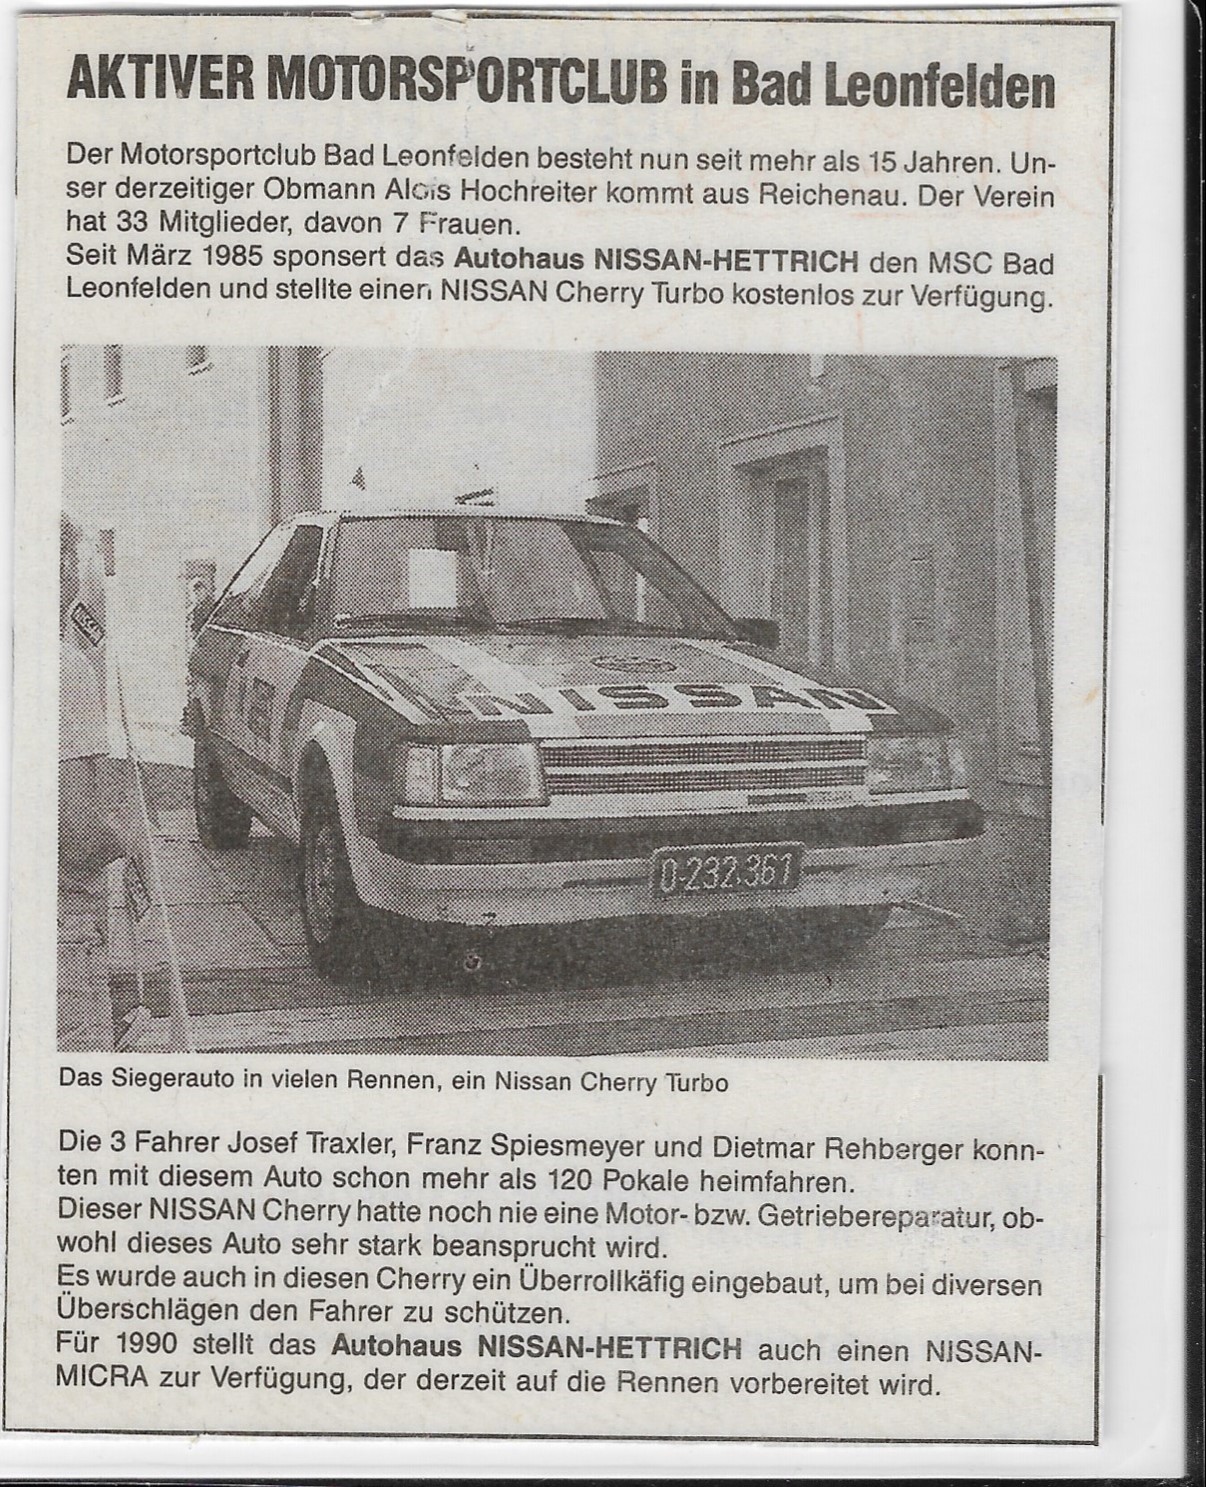 AKTIVER MOTORSPORTCLUB in Bad Leonfelden
Der Motorsportclub Bad Leonfelden besteht nun seit mehr als 15 Jahren. Un-
ser derzeitiger Obmann Alois Hochreiter kommt aus Reichenau. Der Verein
hat 33 Mitglieder, davon 7 Frauen.
Seit März 1985 sponsert das Autohaus NISSAN-HETTRICH den MSC Bad
Leonfelden und stellte einen NISSAN Cherry Turbo kostenlos zur Verfügung.
NISSAN
NISSAN
O-232.361
Das Siegerauto in vielen Rennen, ein Nissan Cherry Turbo
Die 3 Fahrer Josef Traxler, Franz Spiesmeyer und Dietmar Rehberger konn-
ten mit diesem Auto schon mehr als 120 Pokale heimfahren.
Dieser NISSAN Cherry hatte noch nie eine Motor- bzw. Getriebereparatur, ob-
wohl dieses Auto sehr stark beansprucht wird.
Es wurde auch in diesen Cherry ein Überrollkäfig eingebaut, um bei diversen
Überschlägen den Fahrer zu schützen.
Für 1990 stellt das Autohaus NISSAN-HETTRICH auch einen NISSAN-
MICRA zur Verfügung, der derzeit auf die Rennen vorbereitet wird.